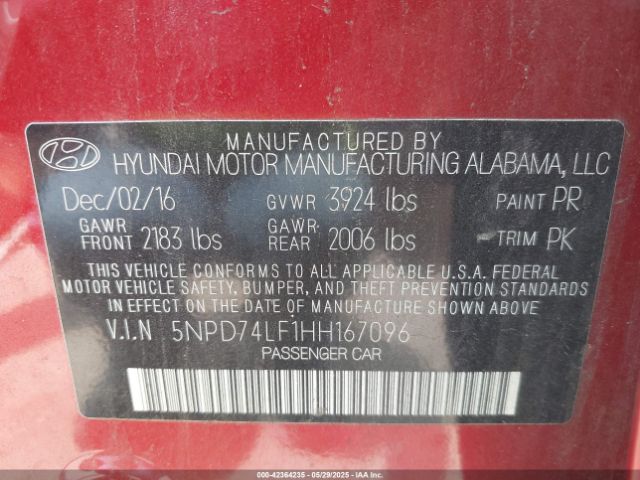 MANUFACTURED BY
HYUNDAI MOTOR MANUFACTURING ALABAMA, LLC
Dec/02/16 GVWR 3924 lbs PAINT PR
GAWR FRONT 2183 lbs GAWR REAR 2006 lbs TRIM PK
THIS VEHICLE CONFORMS TO ALL APPLICABLE U.S.A. FEDERAL
MOTOR VEHICLE SAFETY, BUMPER, AND THEFT PREVENTION STANDARDS
IN EFFECT ON THE DATE OF MANUFACTURE SHOWN ABOVE
V.I.N 5NPD74LF1HH167096
PASSENGER CAR
000-42364235 - 05/29/2025 - COPART